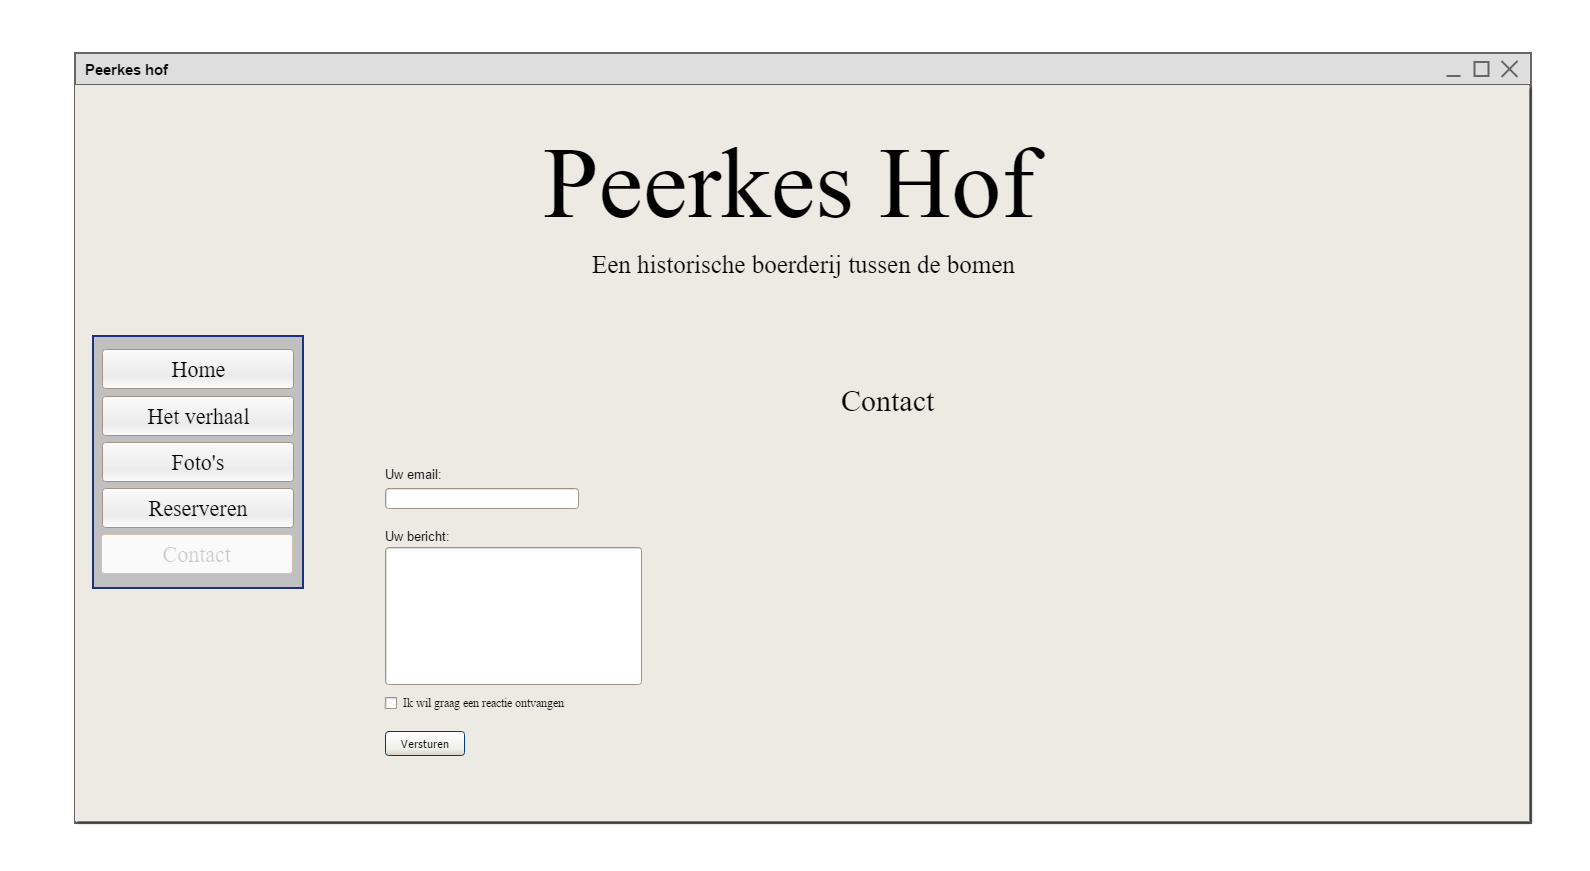 Peerkes hof
Peerkes Hof
Een historische boerderij tussen de bomen
Home
Het verhaal
Foto's
Reserveren
Contact
Contact
Uw email:
Uw bericht:
Ik wil graag een reactie ontvangen
Versturen